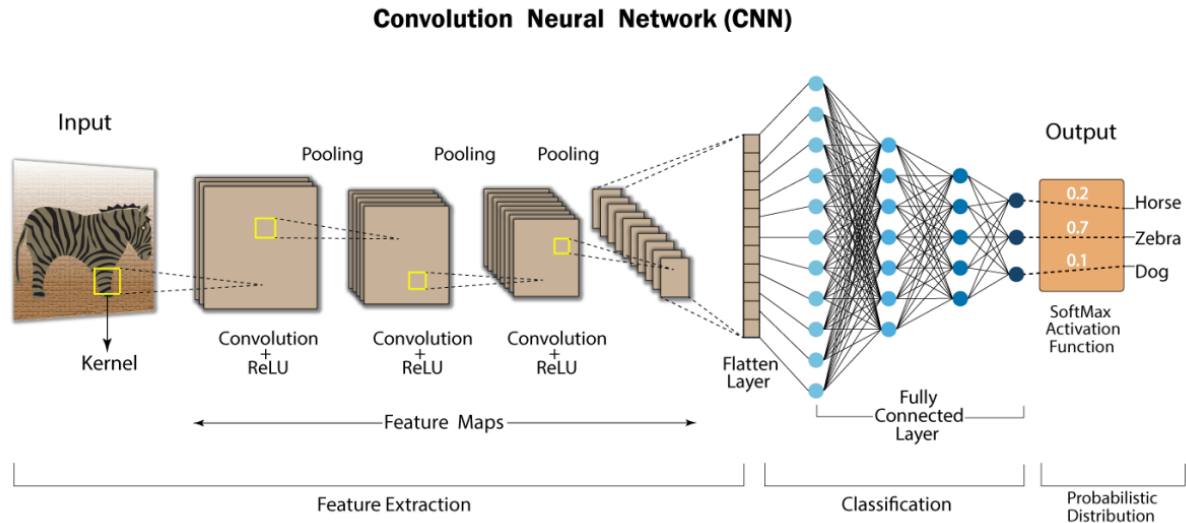 Convolution Neural Network (CNN)
Input
Kernel
Pooling
Pooling
Pooling
Convolution
+
ReLU
Convolution
+
ReLU
Convolution
+
ReLU
Feature Maps
Flatten
Layer
Fully
Connected
Layer
Output
0.2
Horse
0.7
Zebra
0.1
Dog
SoftMax
Activation
Function
Feature Extraction
Classification
Probabilistic
Distribution